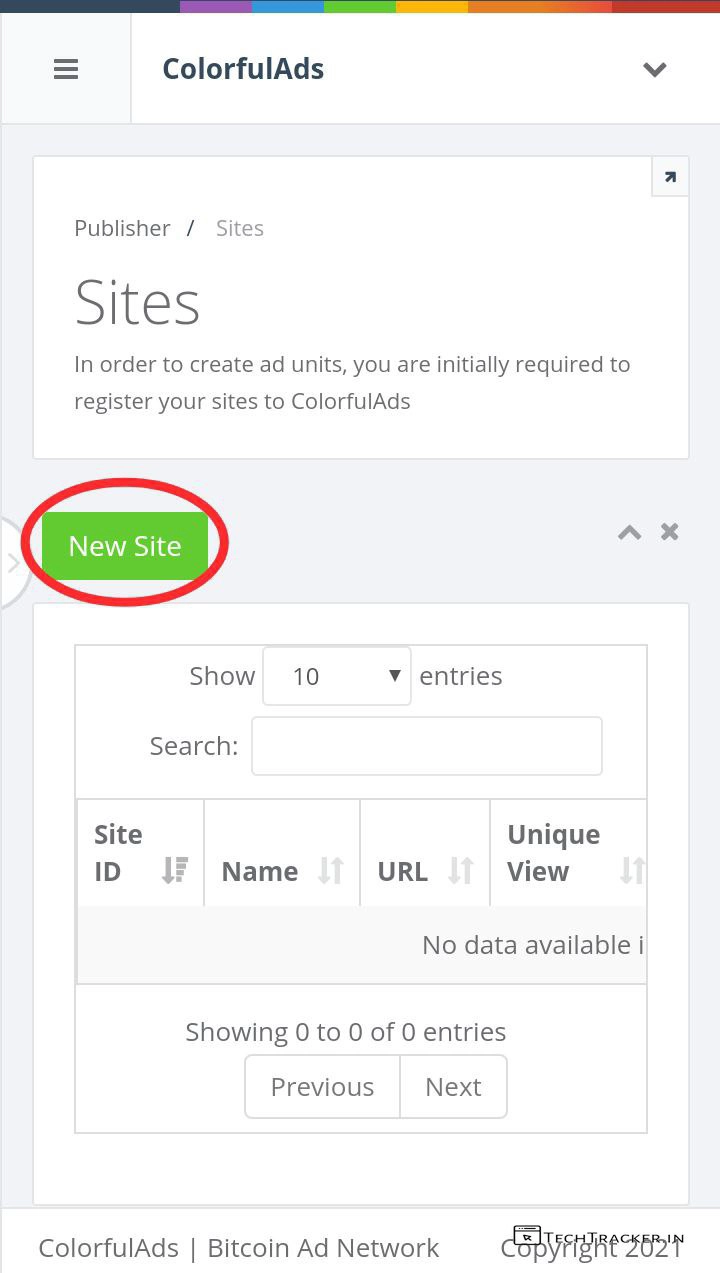 ColorfulAds
Publisher / Sites
Sites
In order to create ad units, you are initially required to
register your sites to ColorfulAds
New Site
Show 10 entries
Search:
Site
ID
Name
URL
Unique
View
No data available i
Showing 0 to 0 of 0 entries
Previous Next
TECHTRACKER.IN
ColorfulAds | Bitcoin Ad Network Copyright 2021